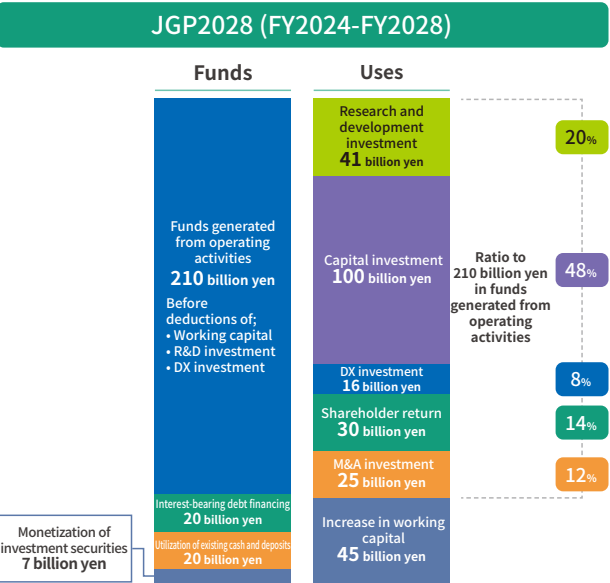 JGP2028 (FY2024-FY2028)
Funds
Uses
Funds generated
from operating
activities
210 billion yen
Before
deductions of;
• Working capital
• R&D investment
• DX investment
Interest-bearing debt financing
20 billion yen
Utilization of existing cash and deposits
20 billion yen
Monetization of
investment securities
7 billion yen
Research and
development
investment
41 billion yen
Capital investment
100 billion yen
DX investment
16 billion yen
Shareholder return
30 billion yen
M&A investment
25 billion yen
Increase in working
capital
45 billion yen
Ratio to
210 billion yen
in funds
generated from
operating
activities
20%
48%
8%
14%
12%